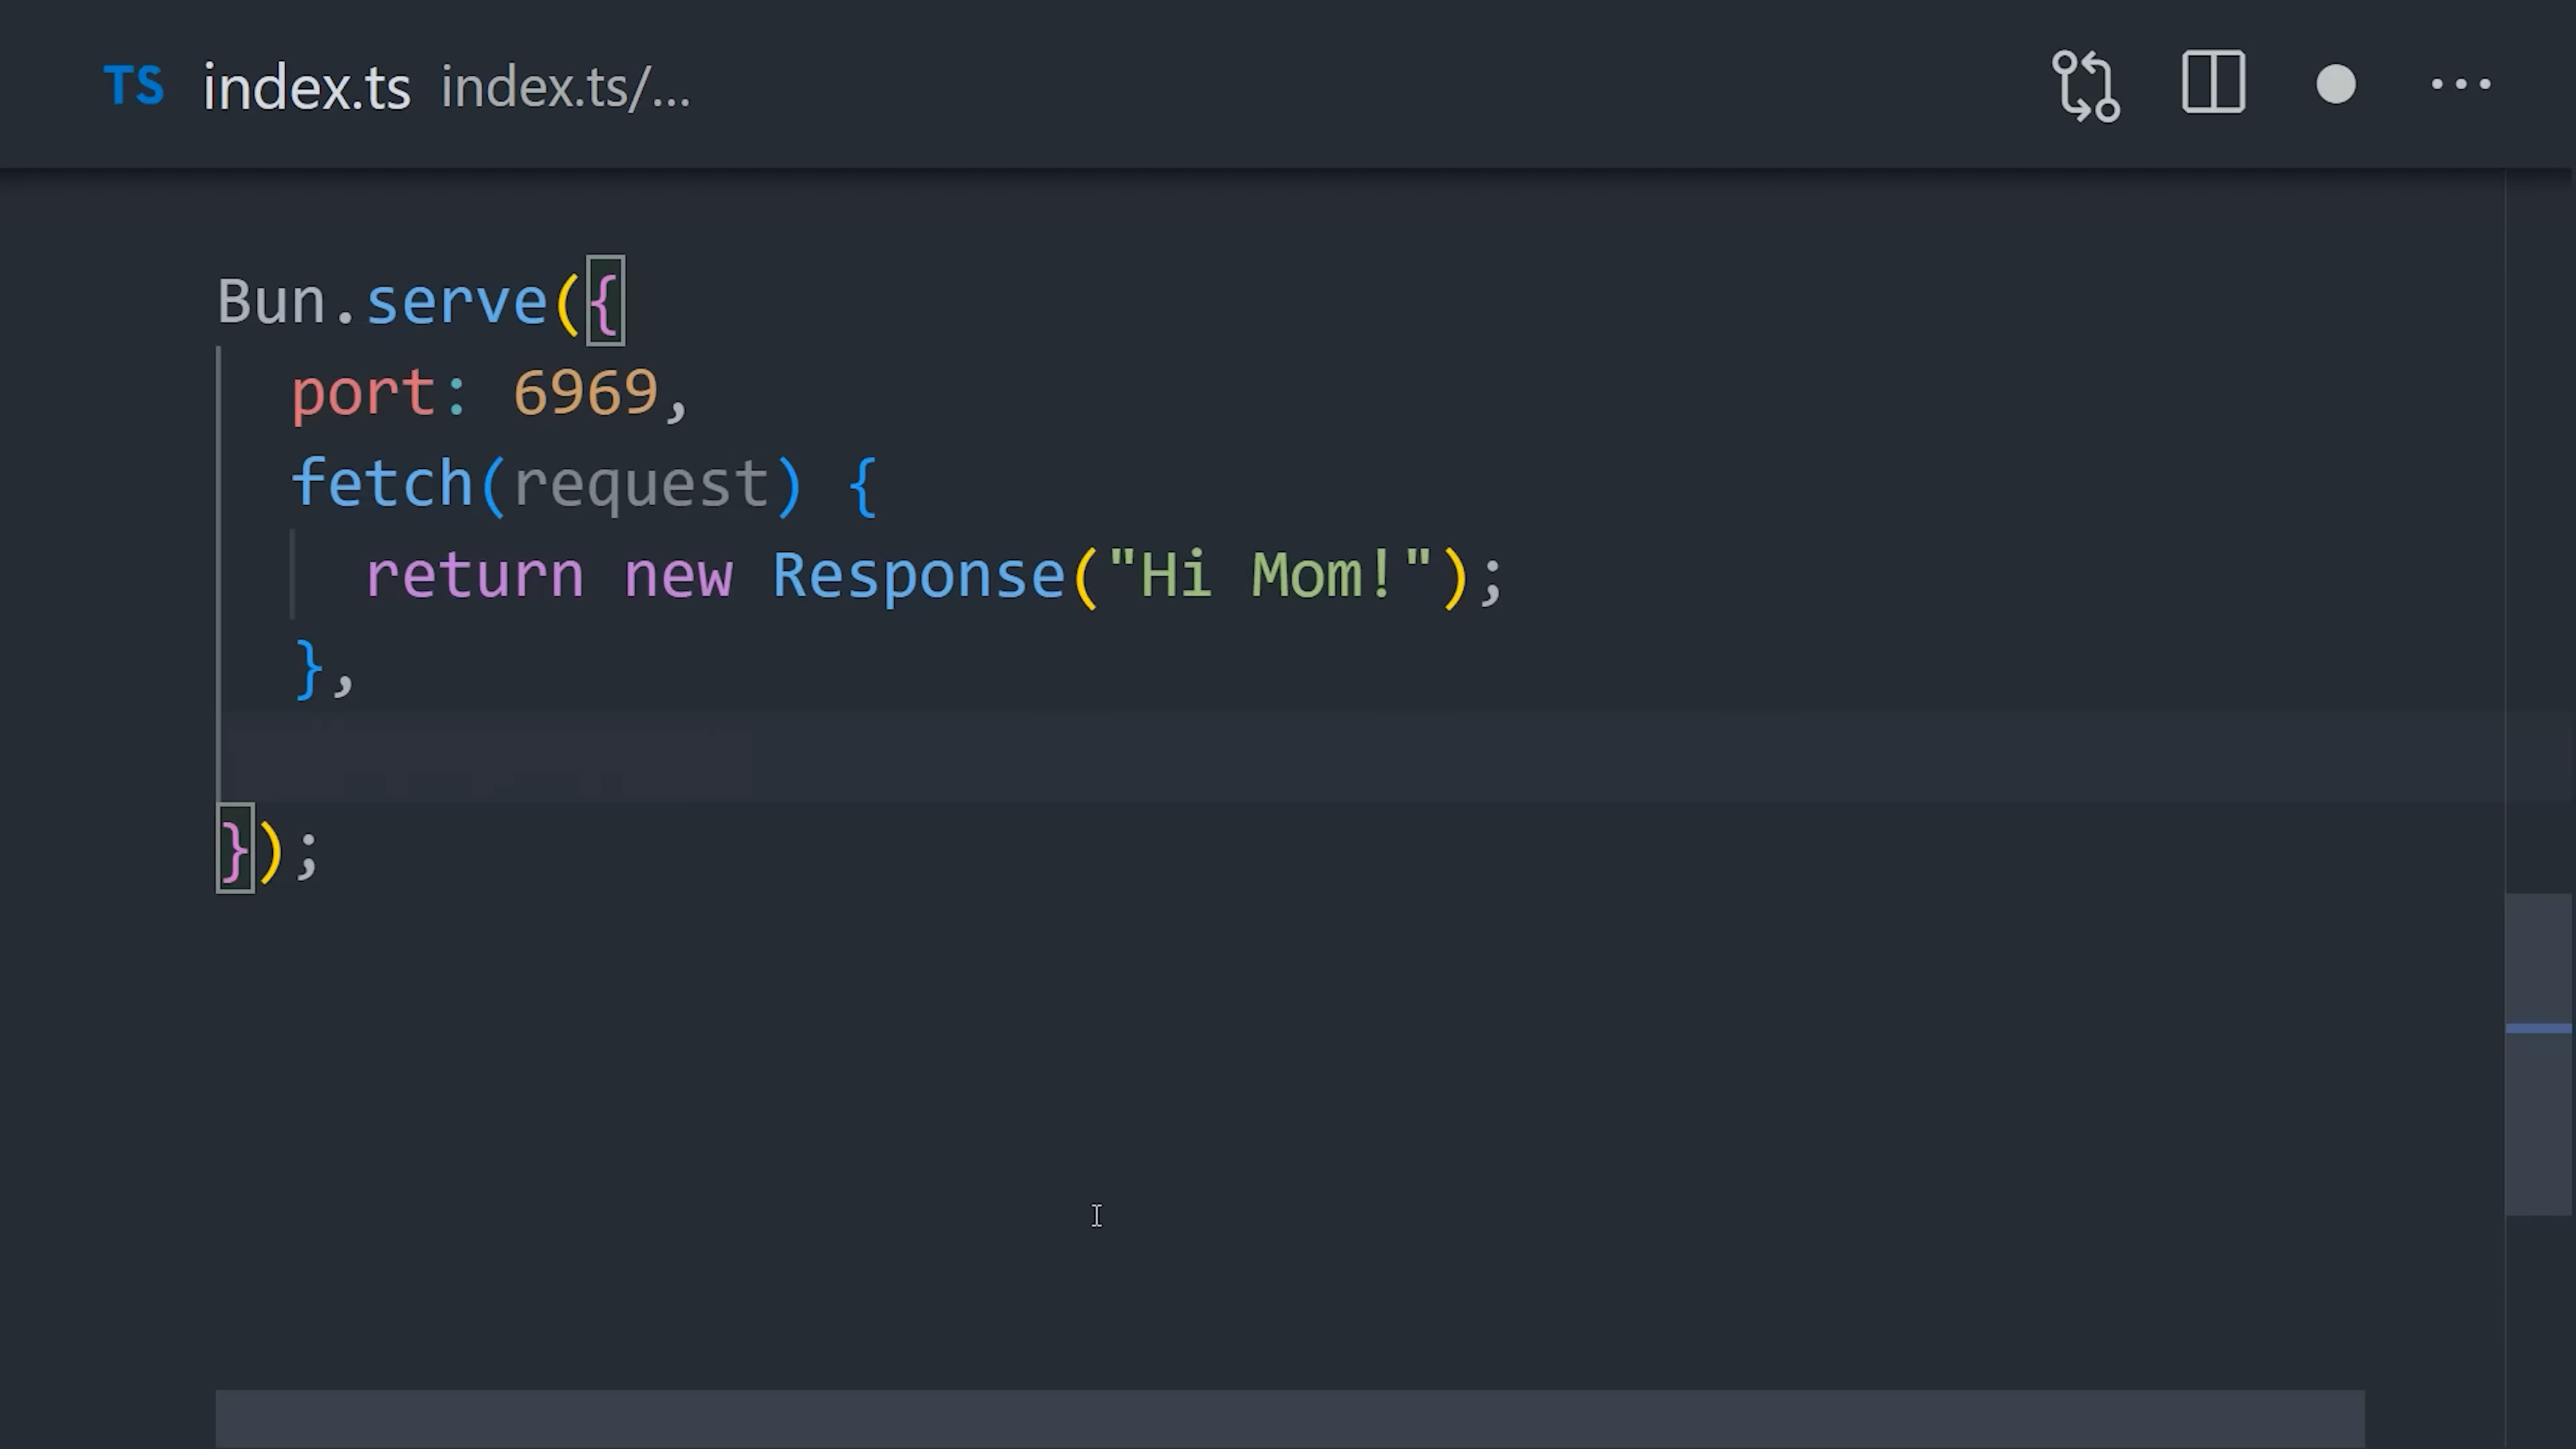 TS index.ts index.ts/...
Bun.serve({
port: 6969,
fetch(request) {
return new Response("Hi Mom!");
},
});